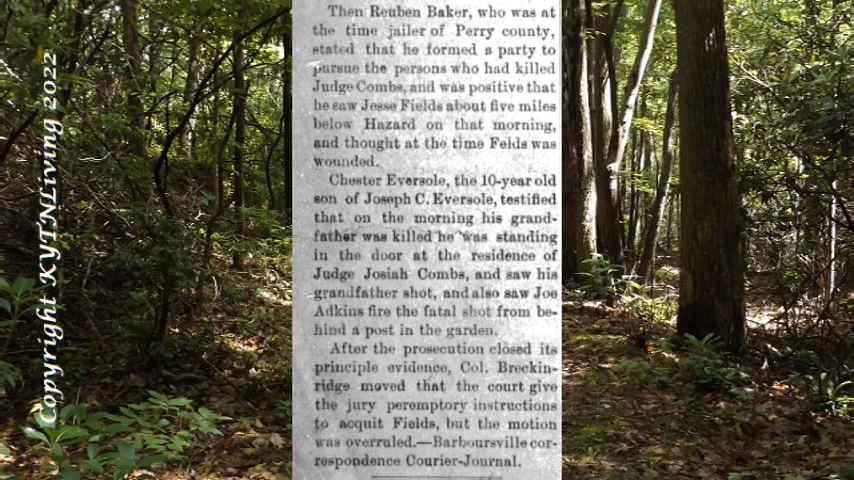 Then Reuben Baker, who was at
the time jailer of Perry county,
stated that he formed a party to
pursue the persons who had killed
Judge Combs, and was positive that
he saw Jesse Fields about five miles
below Hazard on that morning,
and thought at the time Felds was
wounded.
Chester Eversole, the 10-year old
son of Joseph C. Eversole, testified
that on the morning his grand-
father was killed he was standing
in the door at the residence of
Judge Josiah Combs, and saw his
grandfather shot, and also saw Joe
Adkins fire the fatal shot from be-
hind a post in the garden.
After the prosecution closed its
principle evidence, Col. Breckin-
ridge moved that the court give
the jury peremptory instructions
to acquit Fields, but the motion
was overruled.—Barboursville cor-
respondence Courier-Journal.
Copyright KYTNLiving 2022